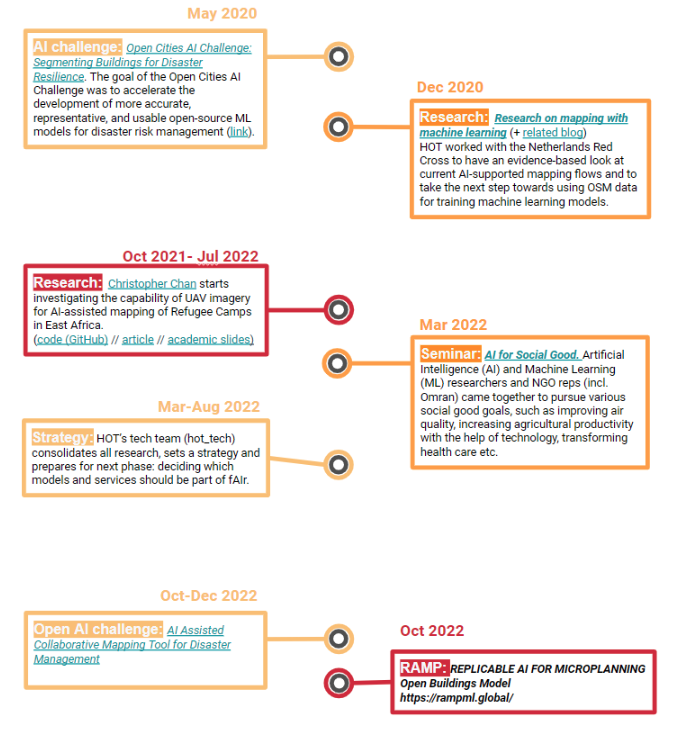 May 2020
AI challenge: Open Cities AI Challenge:
Segmenting Buildings for Disaster
Resilience. The goal of the Open Cities AI
Challenge was to accelerate the
development of more accurate,
representative, and usable open-source ML
models for disaster risk management (link).
Dec 2020
Research: Research on mapping with
machine learning (+ related blog)
HOT worked with the Netherlands Red
Cross to have an evidence-based look at
current AI-supported mapping flows and to
take the next step towards using OSM data
for training machine learning models.
Oct 2021- Jul 2022
Research: Christopher Chan starts
investigating the capability of UAV imagery
for AI-assisted mapping of Refugee Camps
in East Africa.
(code (GitHub) // article // academic slides)
Mar 2022
Seminar: AI for Social Good. Artificial
Intelligence (AI) and Machine Learning
(ML) researchers and NGO reps (incl.
Omran) came together to pursue various
social good goals, such as improving air
quality, increasing agricultural productivity
with the help of technology, transforming
health care etc.
Mar-Aug 2022
Strategy: HOT's tech team (hot_tech)
consolidates all research, sets a strategy and
prepares for next phase: deciding which
models and services should be part of fAIr.
Oct-Dec 2022
Open AI challenge: AI Assisted
Collaborative Mapping Tool for Disaster
Management
Oct 2022
RAMP: REPLICABLE AI FOR MICROPLANNING
Open Buildings Model
https://rampml.global/